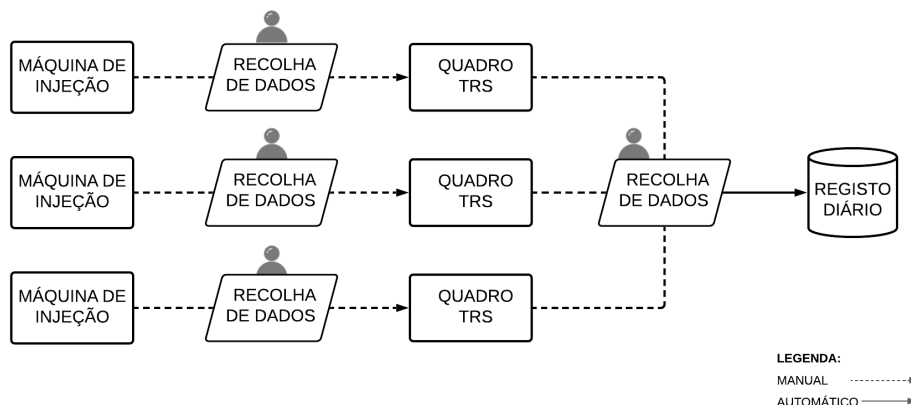 MÁQUINA DE
INJEÇÃO
RECOLHA
DE DADOS
QUADRO
TRS
MÁQUINA DE
INJEÇÃO
RECOLHA
DE DADOS
QUADRO
TRS
RECOLHA
DE DADOS
REGISTO
DIÁRIO
MÁQUINA DE
INJEÇÃO
RECOLHA
DE DADOS
QUADRO
TRS
LEGENDA:
MANUAL
AUTOMÁTICO